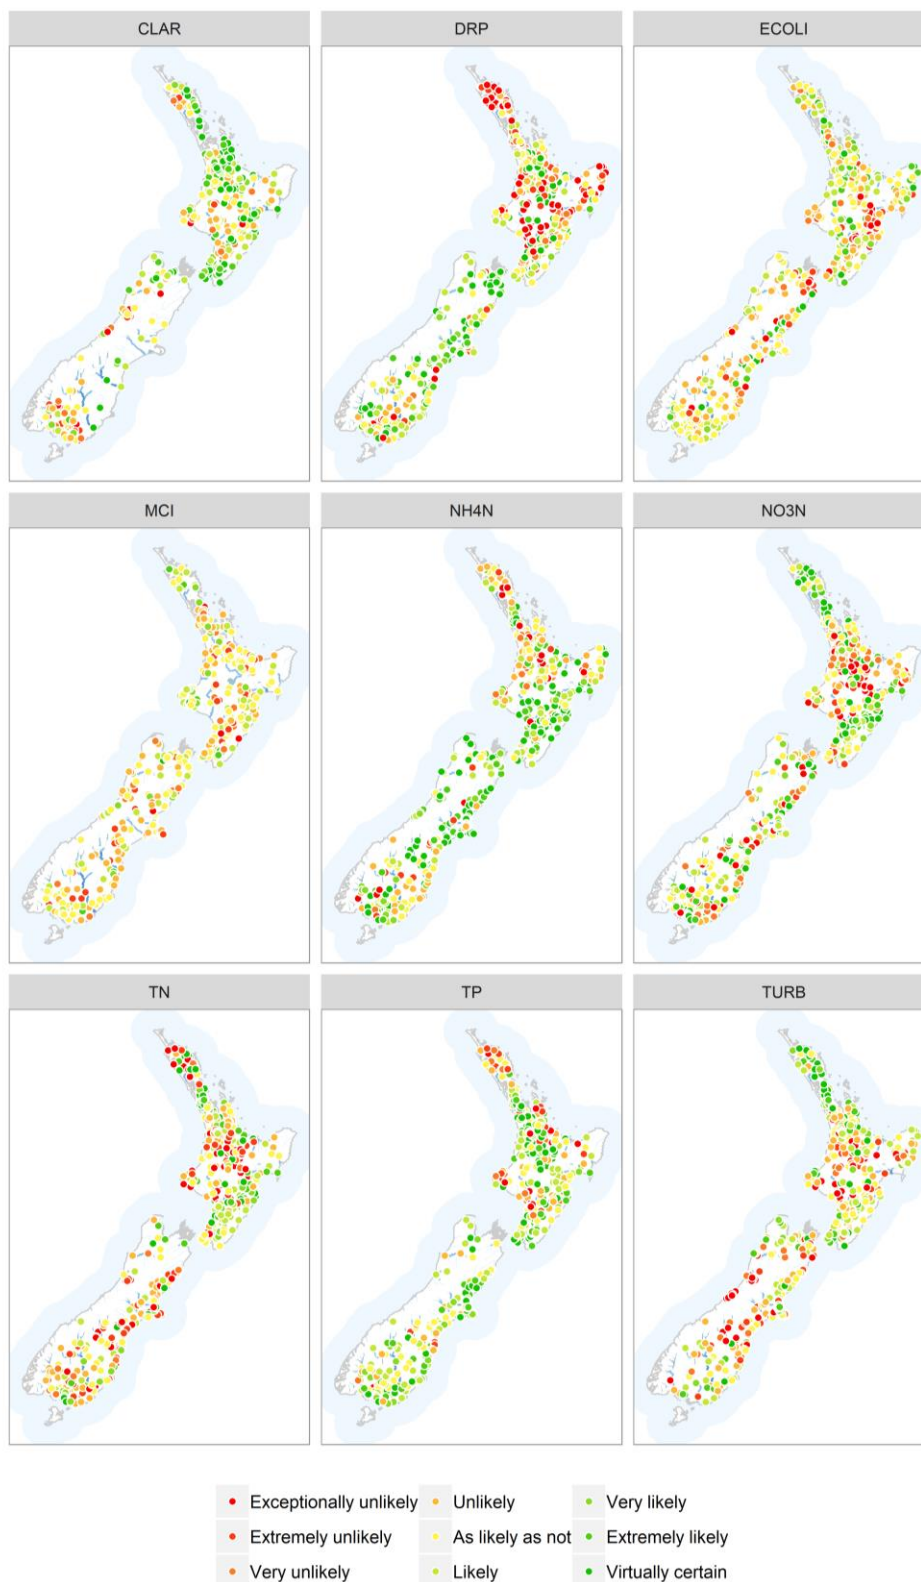 CLAR DRP ECOLI
MCI NH4N NO3N
TN TP TURB
Exceptionally unlikely Unlikely Very likely
Extremely unlikely As likely as not Extremely likely
Very unlikely Likely Virtually certain